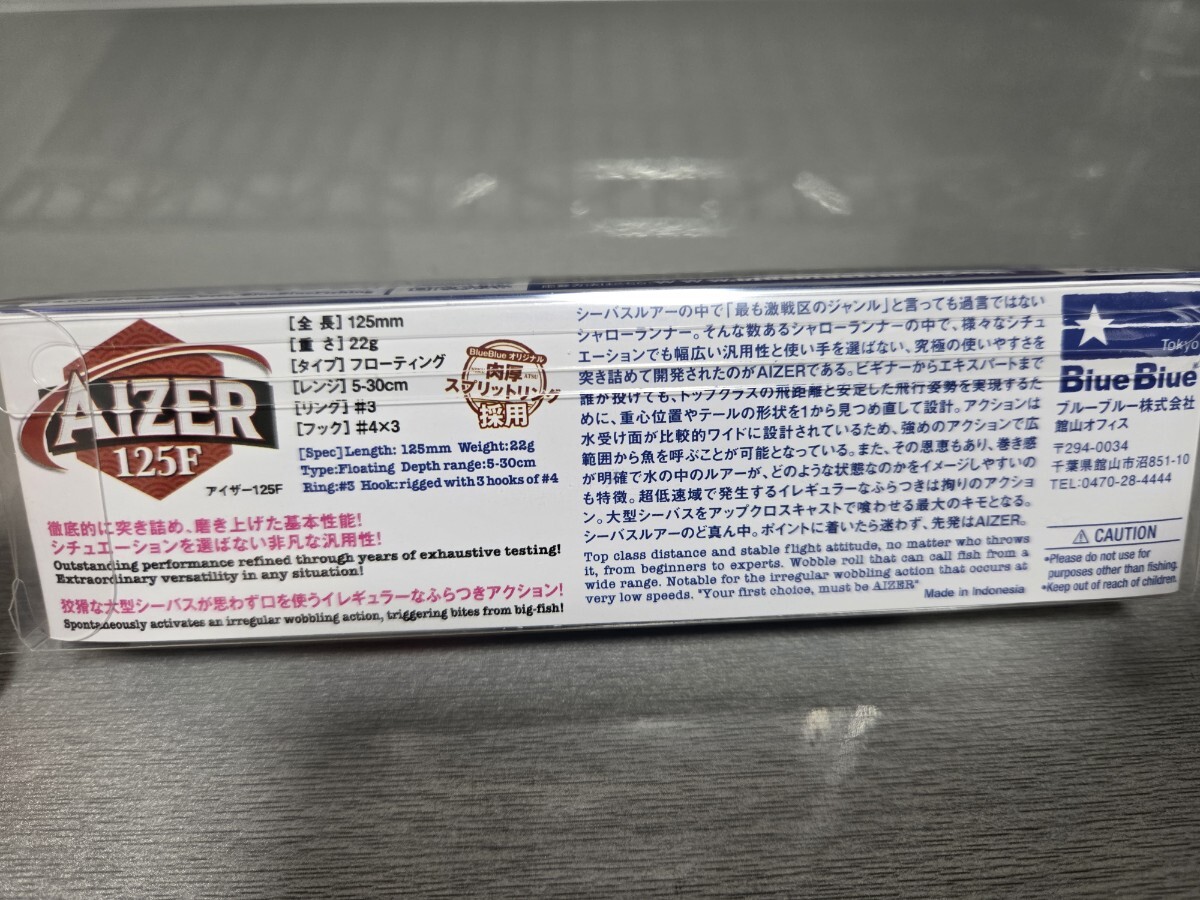 AIZER
125F
アイザー125F
[全 長] 125mm
[重 さ] 22g
[タイプ] フローティング
[レンジ] 5-30cm
[リング] #3
[フック] #4×3
BlueBlue オリジナル
肉厚
スプリットリング
採用
[Spec]Length: 125mm Weight:22g
Type:Floating Depth range:5-30cm
Ring:#3 Hook:rigged with 3 hooks of #4
徹底的に突き詰め、磨き上げた基本性能!
シチュエーションを選ばない非凡な汎用性!
Outstanding performance refined through years of exhaustive testing!
Extraordinary versatility in any situation!
狡猾な大型シーバスが思わず口を使うイレギュラーなふらつきアクション!
Spontaneously activates an irregular wobbling action, triggering bites from big-fish!
シーバスルアーの中で「最も激戦区のジャンル」と言っても過言ではない
シャローランナー。そんな数あるシャローランナーの中で、様々なシチュ
エーションでも幅広い汎用性と使い手を選ばない、究極の使いやすさを
突き詰めて開発されたのがAIZERである。ビギナーからエキスパートまで
誰が投げても、トップクラスの飛距離と安定した飛行姿勢を実現するた
めに、重心位置やテールの形状を1から見つめ直して設計。アクションは
水受け面が比較的ワイドに設計されているため、強めのアクションで広
範囲から魚を呼ぶことが可能となっている。また、その恩恵もあり、巻き感
が明確で水の中のルアーが、どのような状態なのかをイメージしやすいの
も特徴。超低速域で発生するイレギュラーなふらつきは拘りのアクショ
ン。大型シーバスをアップクロスキャストで喰わせる最大のキモとなる。
シーバスルアーのど真ん中。ポイントに着いたら迷わず、先発はAIZER。
Top class distance and stable flight attitude, no matter who throws
it, from beginners to experts. Wobble roll that can call fish from a
wide range. Notable for the irregular wobbling action that occurs at
very low speeds. "Your first choice, must be AIZER"
Made in Indonesia
Tokyo
BlueBlue
ブルーブルー株式会社
館山オフィス
〒294-0034
千葉県館山市沼851-10
TEL:0470-28-4444
⚠ CAUTION
•Please do not use for
purposes other than fishing.
•Keep out of reach of children.